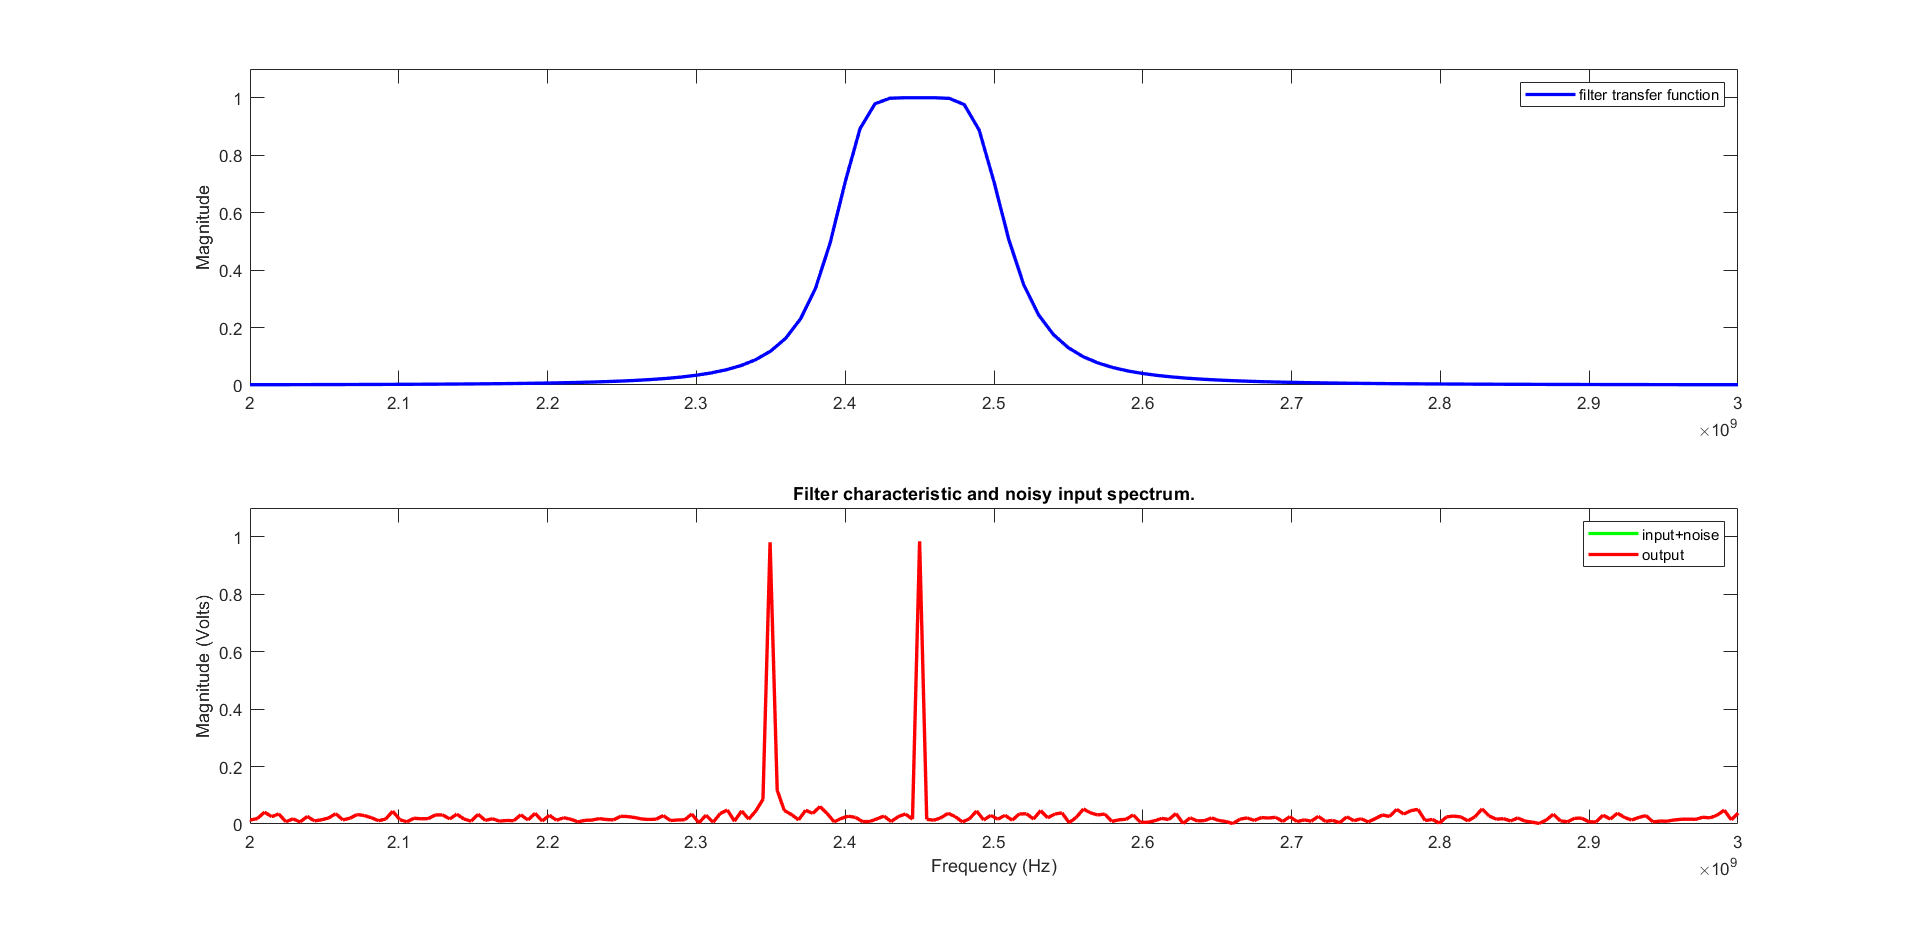 filter transfer function
Magnitude
1
0.8
0.6
0.4
0.2
0
2 2.1 2.2 2.3 2.4 2.5 2.6 2.7 2.8 2.9 3
×10⁹
Filter characteristic and noisy input spectrum.
input+noise
output
Magnitude (Volts)
1
0.8
0.6
0.4
0.2
0
2 2.1 2.2 2.3 2.4 2.5 2.6 2.7 2.8 2.9 3
Frequency (Hz)
×10⁹